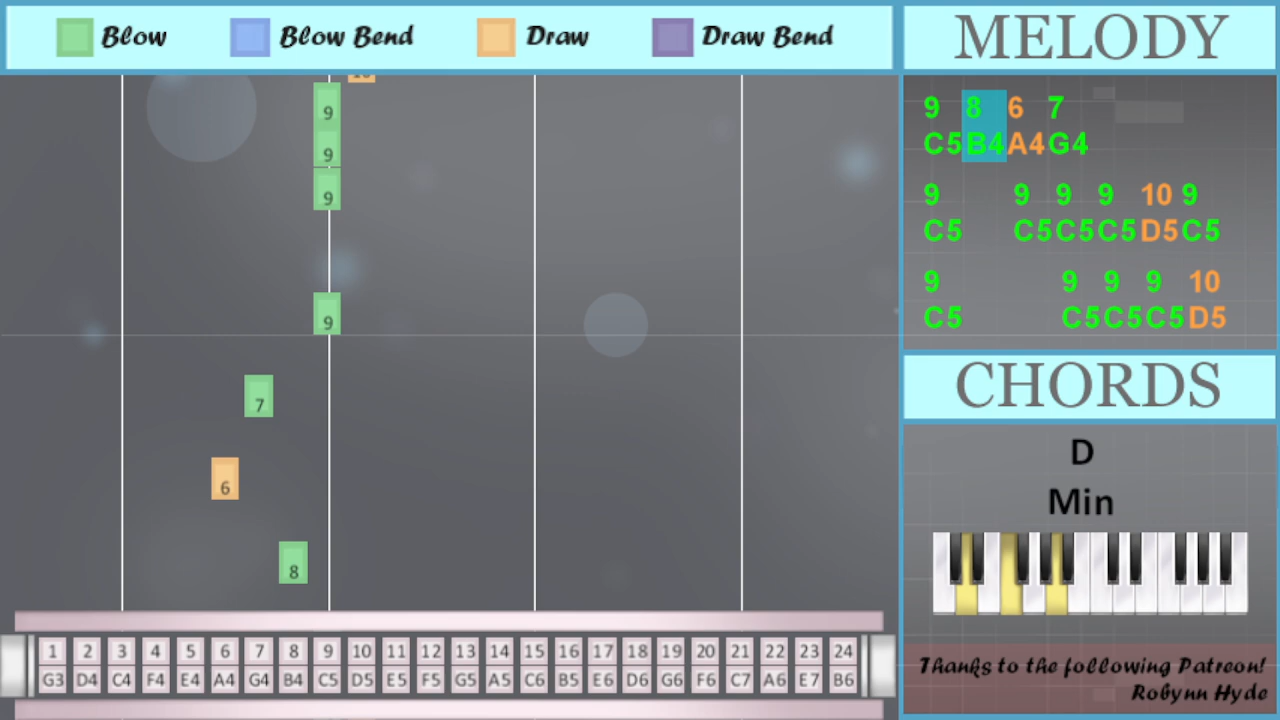 Blow Blow Bend Draw Draw Bend
9
9
9
9
7
6
8
1 2 3 4 5 6 7 8 9 10 11 12 13 14 15 16 17 18 19 20 21 22 23 24
G3 D4 C4 F4 E4 A4 G4 B4 C5 D5 E5 F5 G5 A5 C6 B5 E6 D6 G6 F6 C7 A6 E7 B6
MELODY
9 8 6 7
C5 B4 A4 G4
9 9 9 9 10 9
C5 C5 C5 C5 D5 C5
9 9 9 9 10
C5 C5 C5 C5 D5
CHORDS
D
Min
Thanks to the following Patreon!
Robynn Hyde